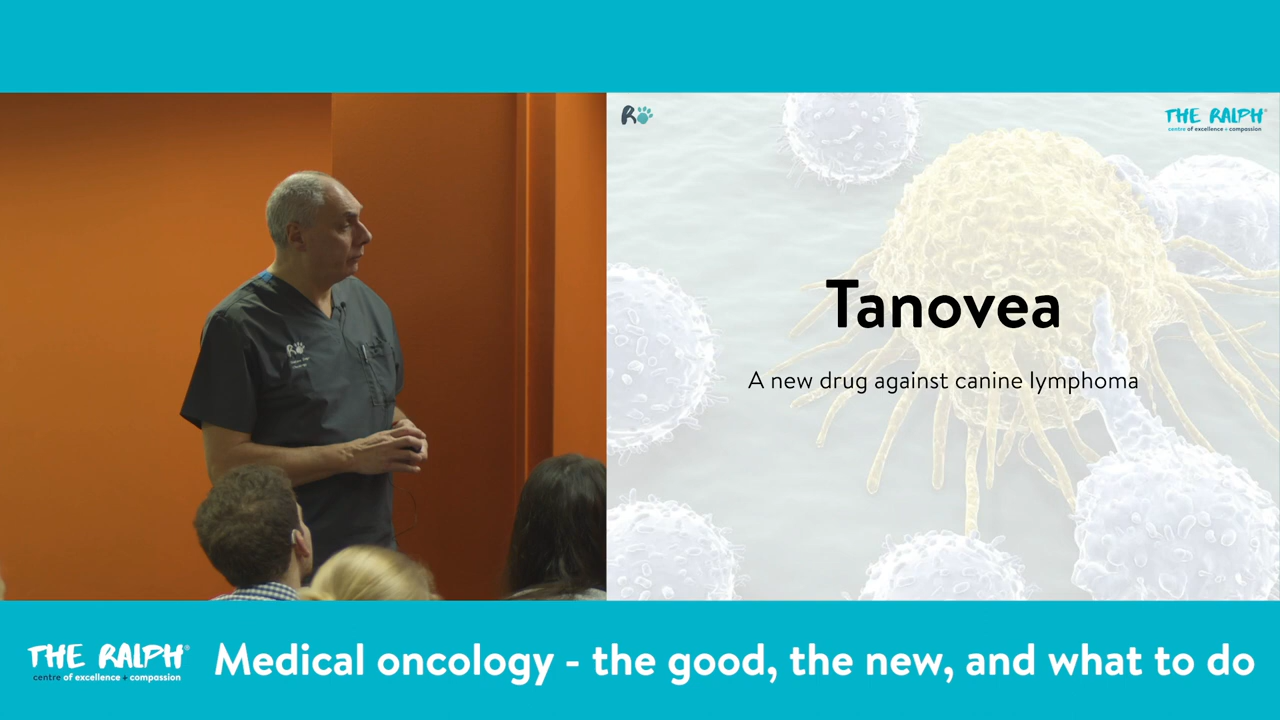 R
THE RALPH®
centre of excellence + compassion
Tanovea
A new drug against canine lymphoma
R
THE RALPH®
centre of excellence + compassion
Medical oncology - the good, the new, and what to do